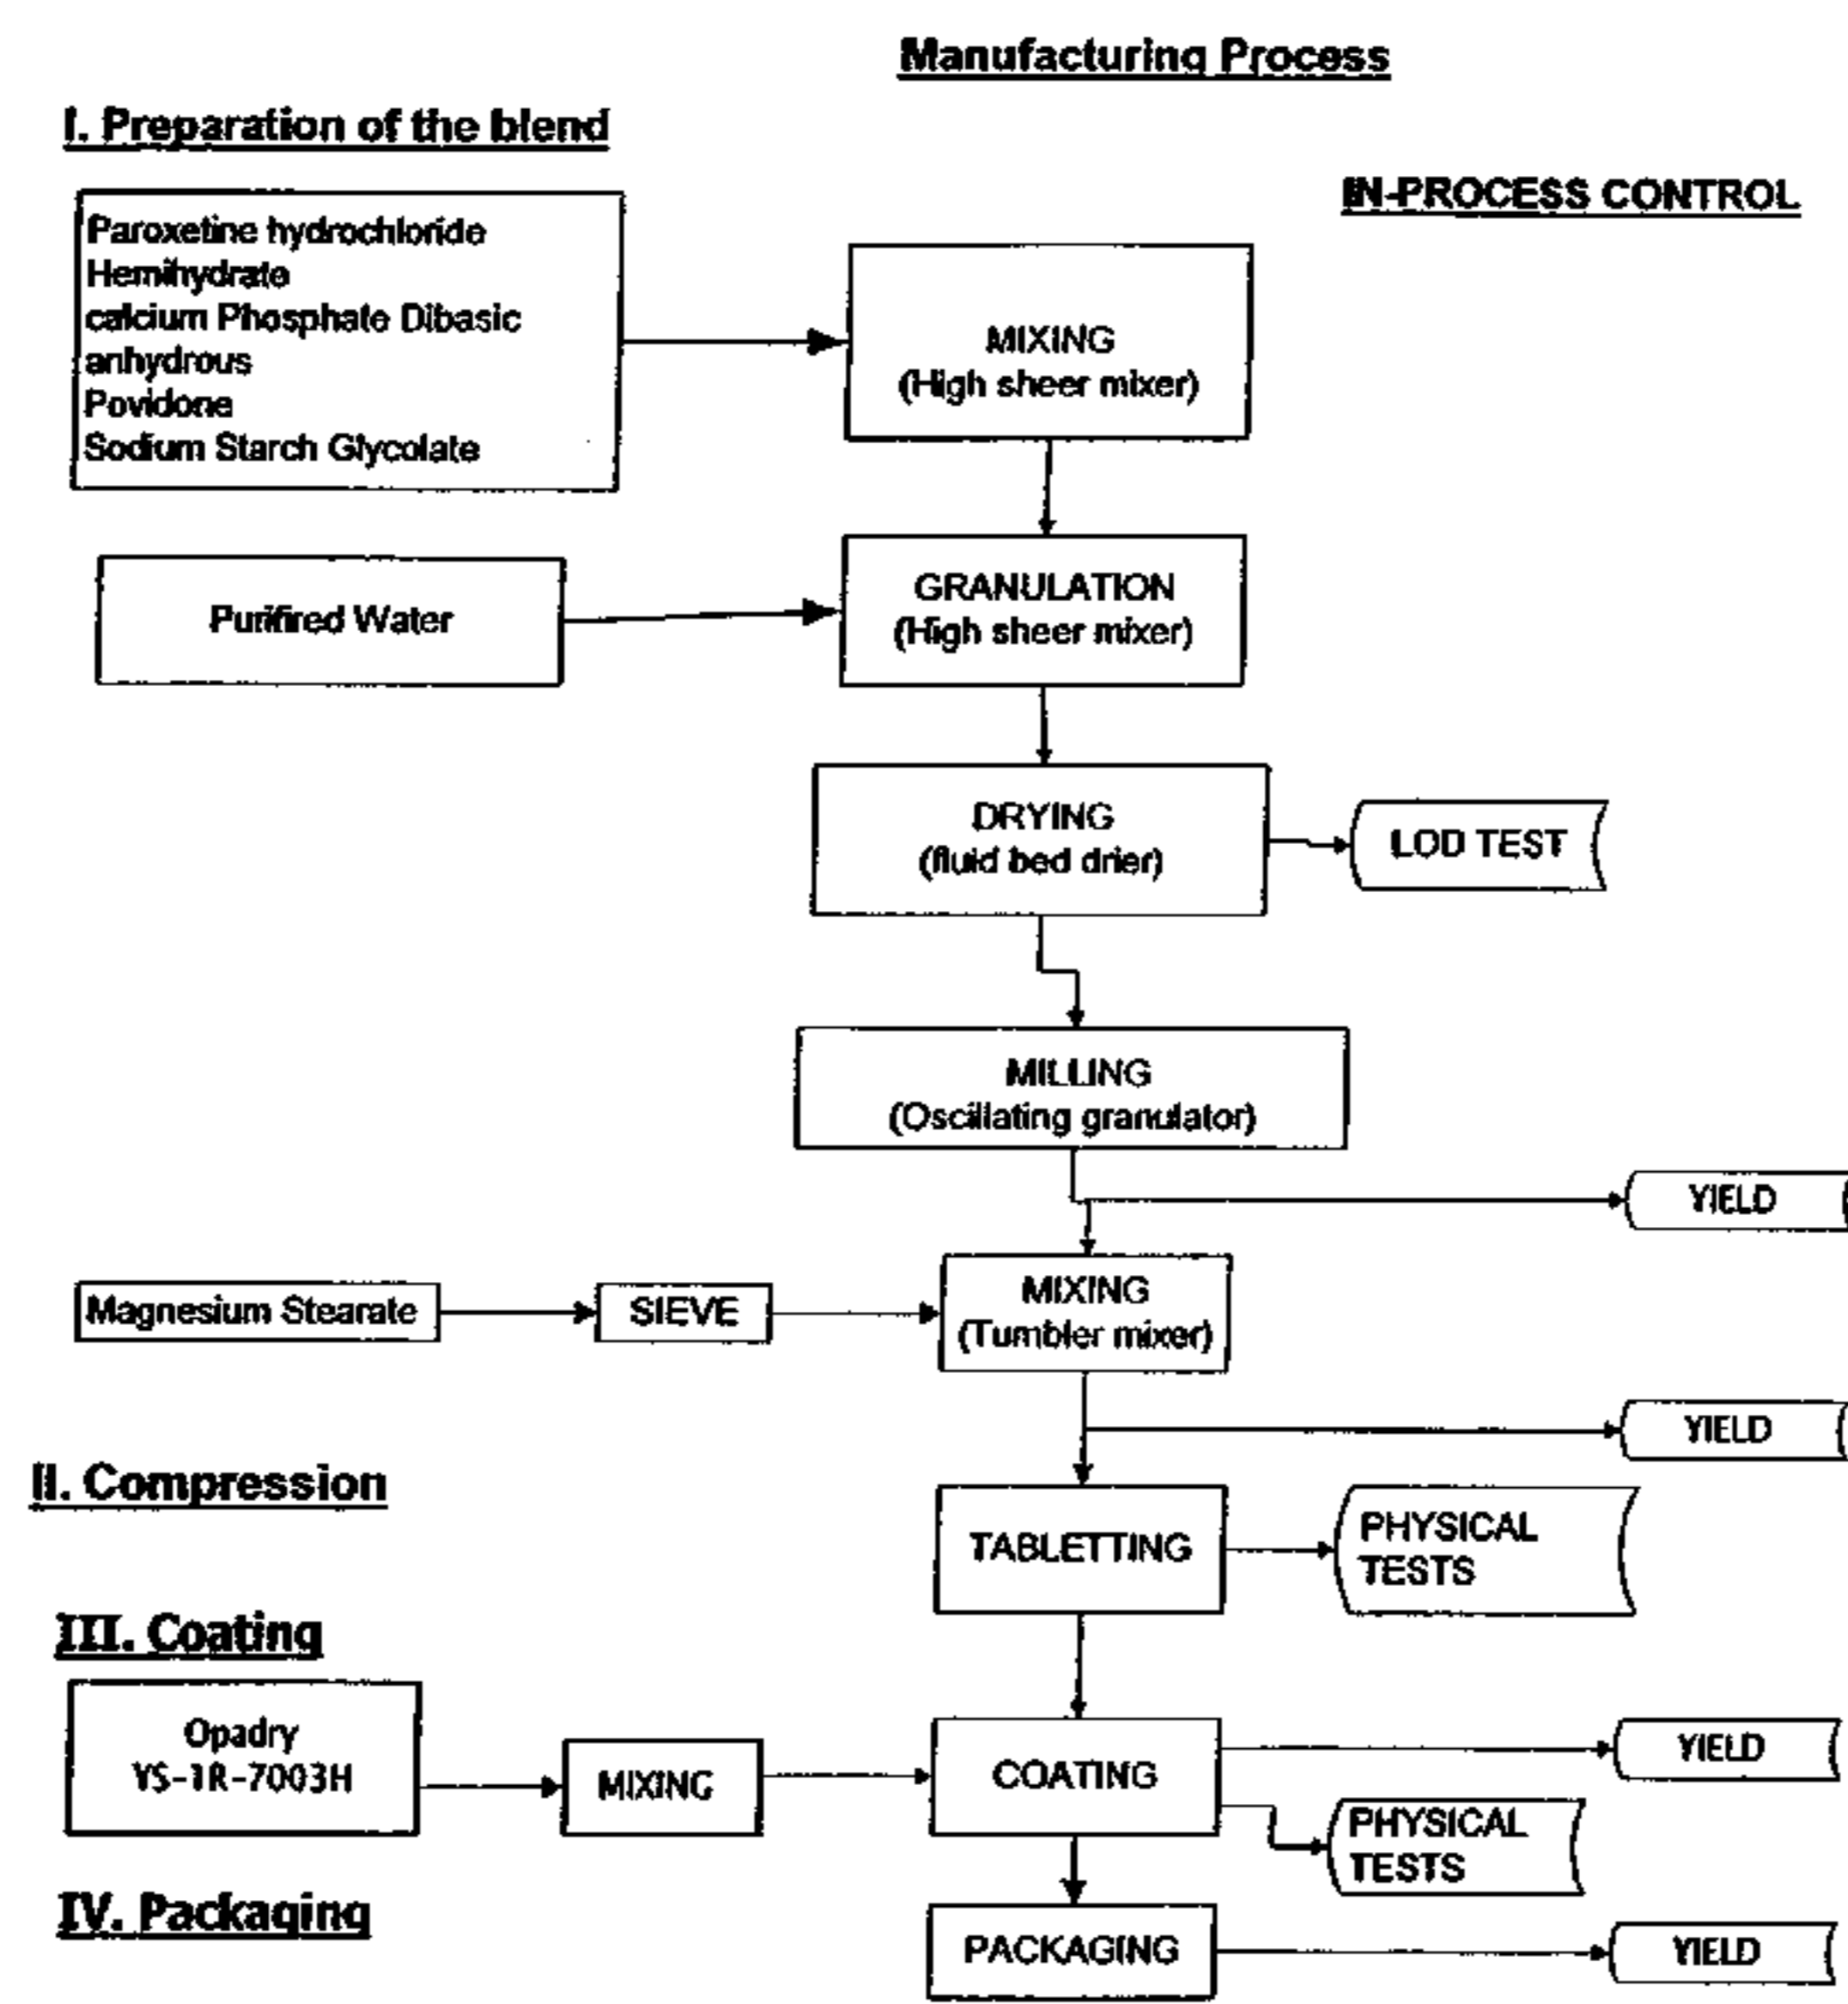 Manufacturing Process
I. Preparation of the blend
IN-PROCESS CONTROL
Paroxetine hydrochloride
Hemihydrate
calcium Phosphate Dibasic
anhydrous
Povidone
Sodium Starch Glycolate
MIXING
(High sheer mixer)
Purifired Water
GRANULATION
(High sheer mixer)
DRYING
(fluid bed drier)
LOD TEST
MILLING
(Oscillating granulator)
YIELD
Magnesium Stearate
SIEVE
MIXING
(Tumbler mixer)
YIELD
II. Compression
TABLETTING
PHYSICAL
TESTS
III. Coating
Opadry
YS-1R-7003H
MIXING
COATING
YIELD
PHYSICAL
TESTS
IV. Packaging
PACKAGING
YIELD